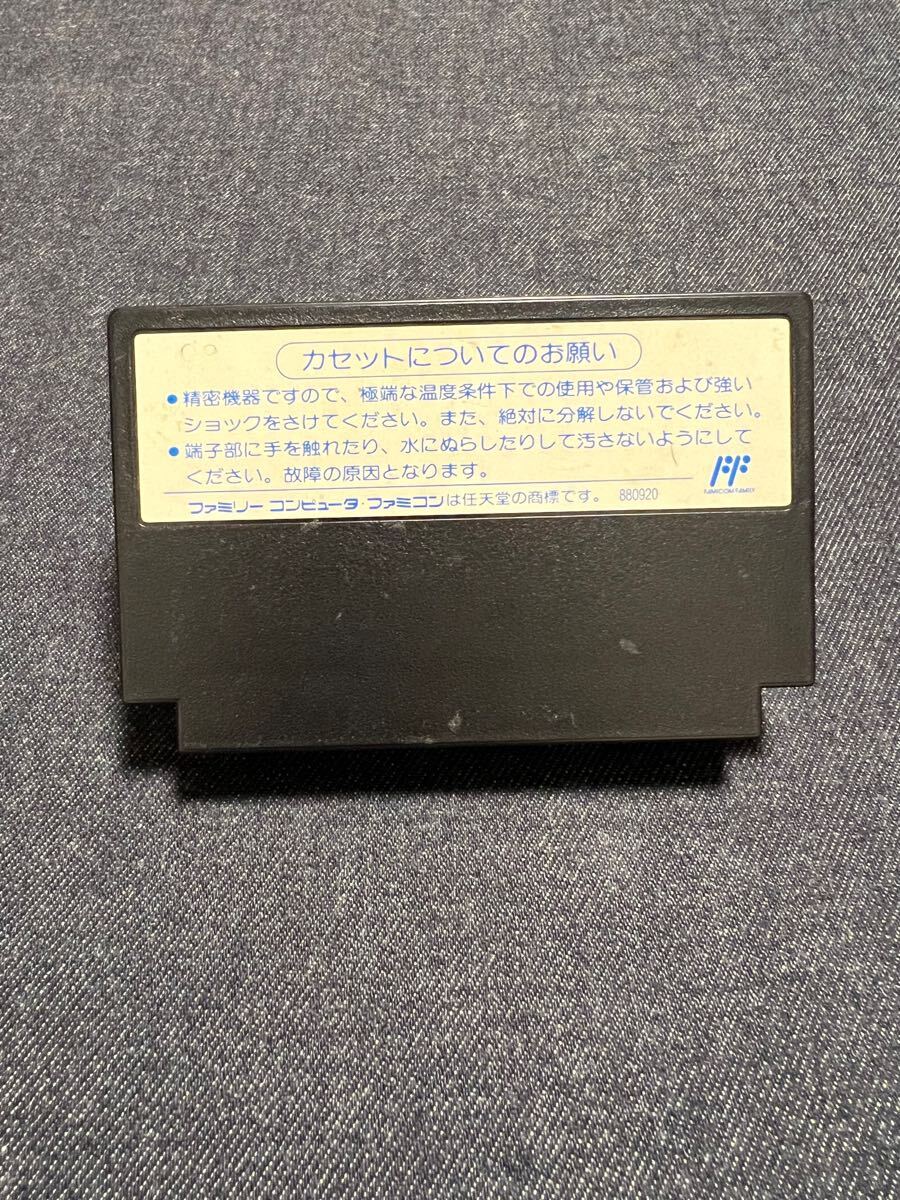 カセットについてのお願い
●精密機器ですので、極端な温度条件下での使用や保管および強い
ショックをさけてください。また、絶対に分解しないでください。
●端子部に手を触れたり、水にぬらしたりして汚さないようにして
ください。故障の原因となります。
FAMICOM FAMILY
ファミリー コンピュータ・ファミコンは任天堂の商標です。 880920